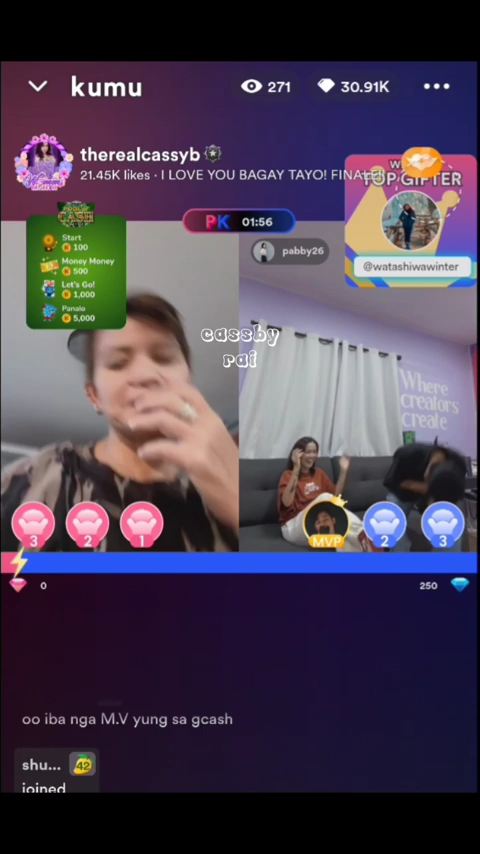 kumu
271
30.91K
therealcassyb
21.45K likes · I LOVE YOU BAGAY TAYO! FINALE!!
TOP GIFTER
@watashiwawinter
PK 01:56
CASH
Start
100
Money Money
500
Let's Go!
1,000
Panalo
5,000
pabby26
cassby
rai
Where
creators
create
3
2
1
MVP
2
3
0
250
oo iba nga M.V yung sa gcash
shu...
42
joined